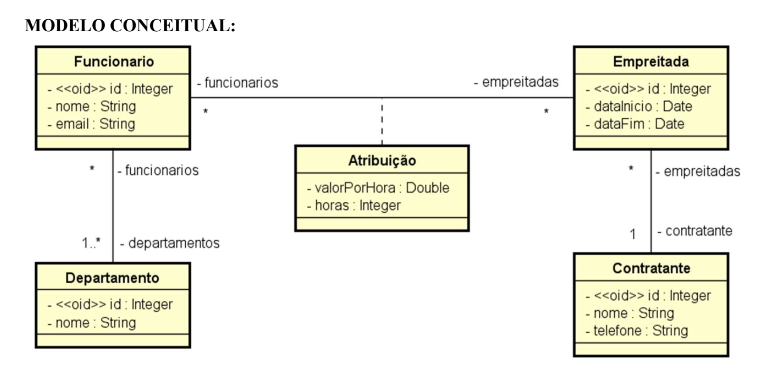 MODELO CONCEITUAL:
Funcionario
- <<oid>> id : Integer
- nome : String
- email : String
- funcionarios
*
- empreitadas
*
Empreitada
- <<oid>> id : Integer
- dataInicio : Date
- dataFim : Date
Atribuição
- valorPorHora : Double
- horas : Integer
* - funcionarios
1..* - departamentos
* - empreitadas
1 - contratante
Departamento
- <<oid>> id : Integer
- nome : String
Contratante
- <<oid>> id : Integer
- nome : String
- telefone : String